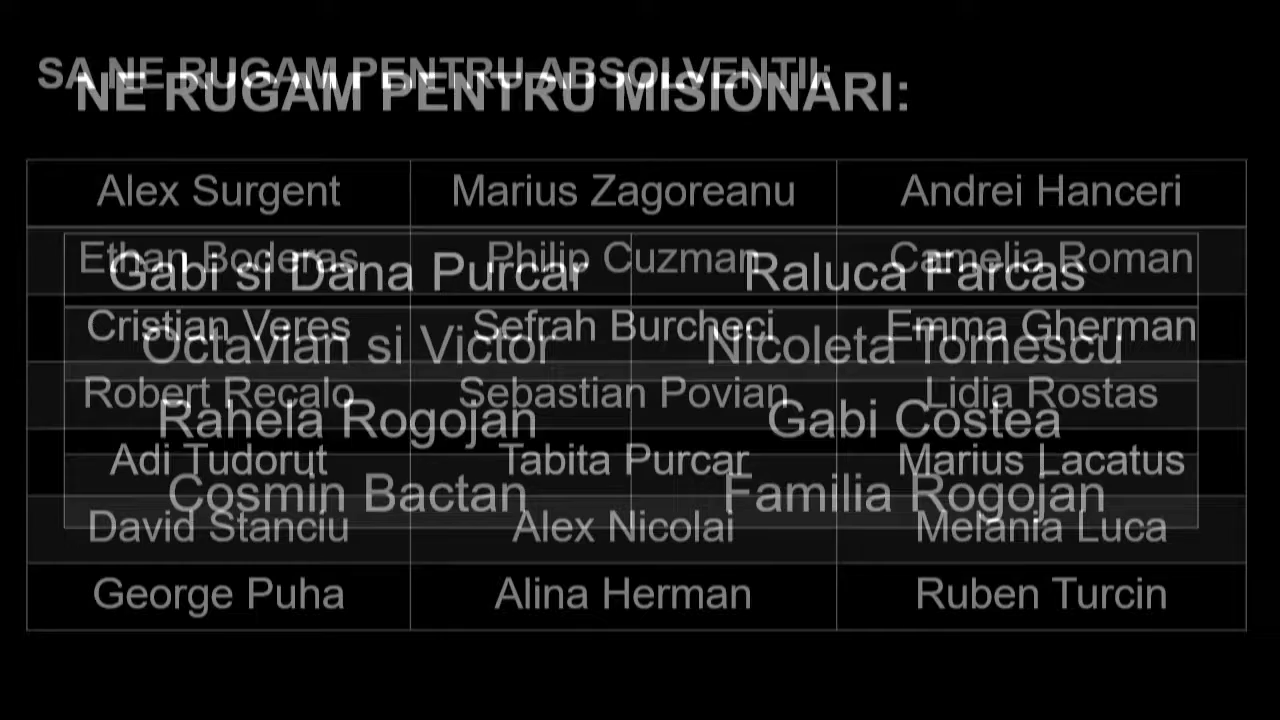 SA NE RUGAM PENTRU ABSOLVENTII:
NE RUGAM PENTRU MISIONARI:
Alex Surgent Marius Zagoreanu Andrei Hanceri
Ethan Boderas Philip Cuzman Camelia Roman
Gabi si Dana Purcar Raluca Farcas
Cristian Veres Sefrah Burcheci Emma Gherman
Octavian si Victor Nicoleta Tomescu
Robert Recalo Sebastian Povian Lidia Rostas
Rahela Rogojan Gabi Costea
Adi Tudorut Tabita Purcar Marius Lacatus
Cosmin Bactan Familia Rogojan
David Stanciu Alex Nicolai Melania Luca
George Puha Alina Herman Ruben Turcin